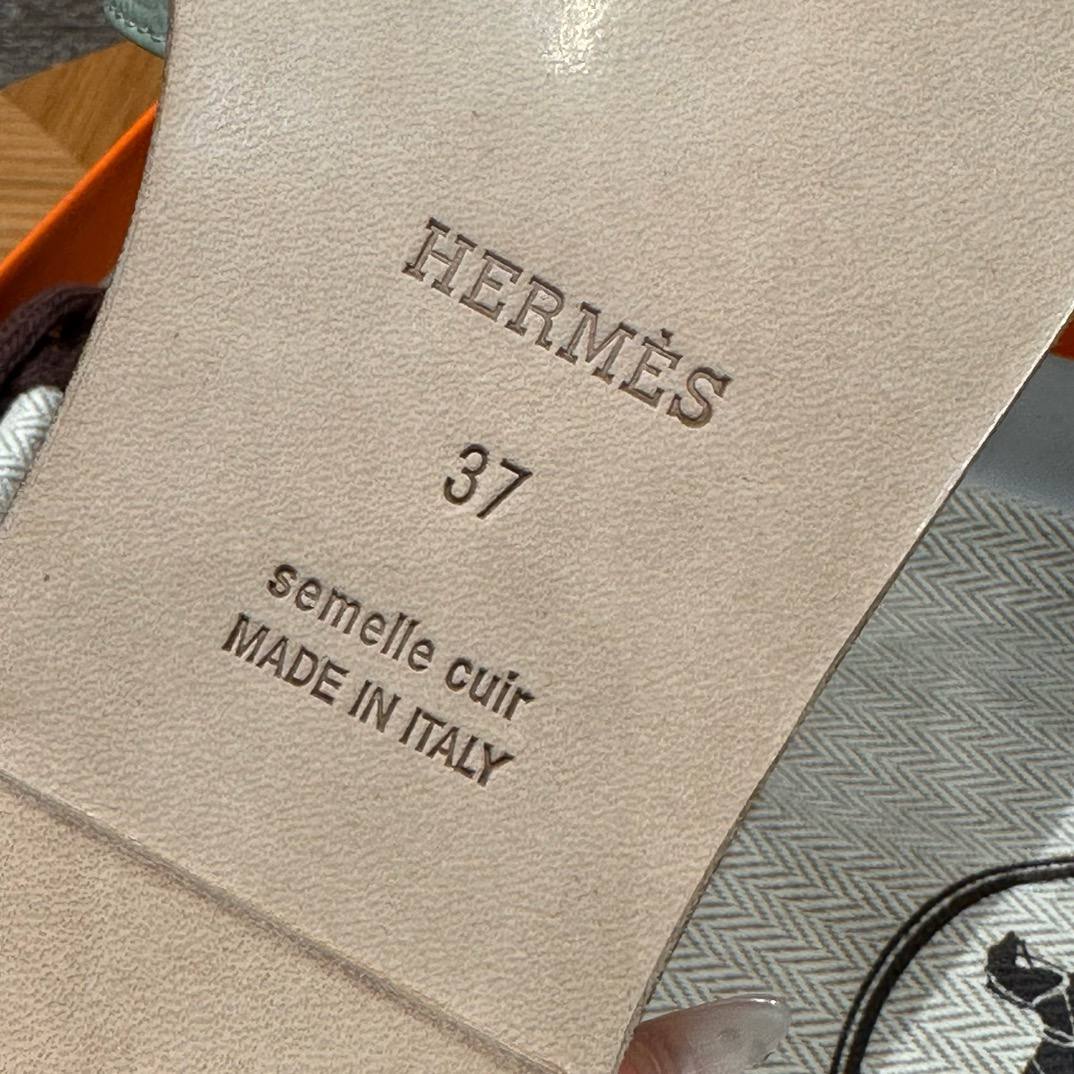 HERMÈS
37
semelle cuir
MADE IN ITALY